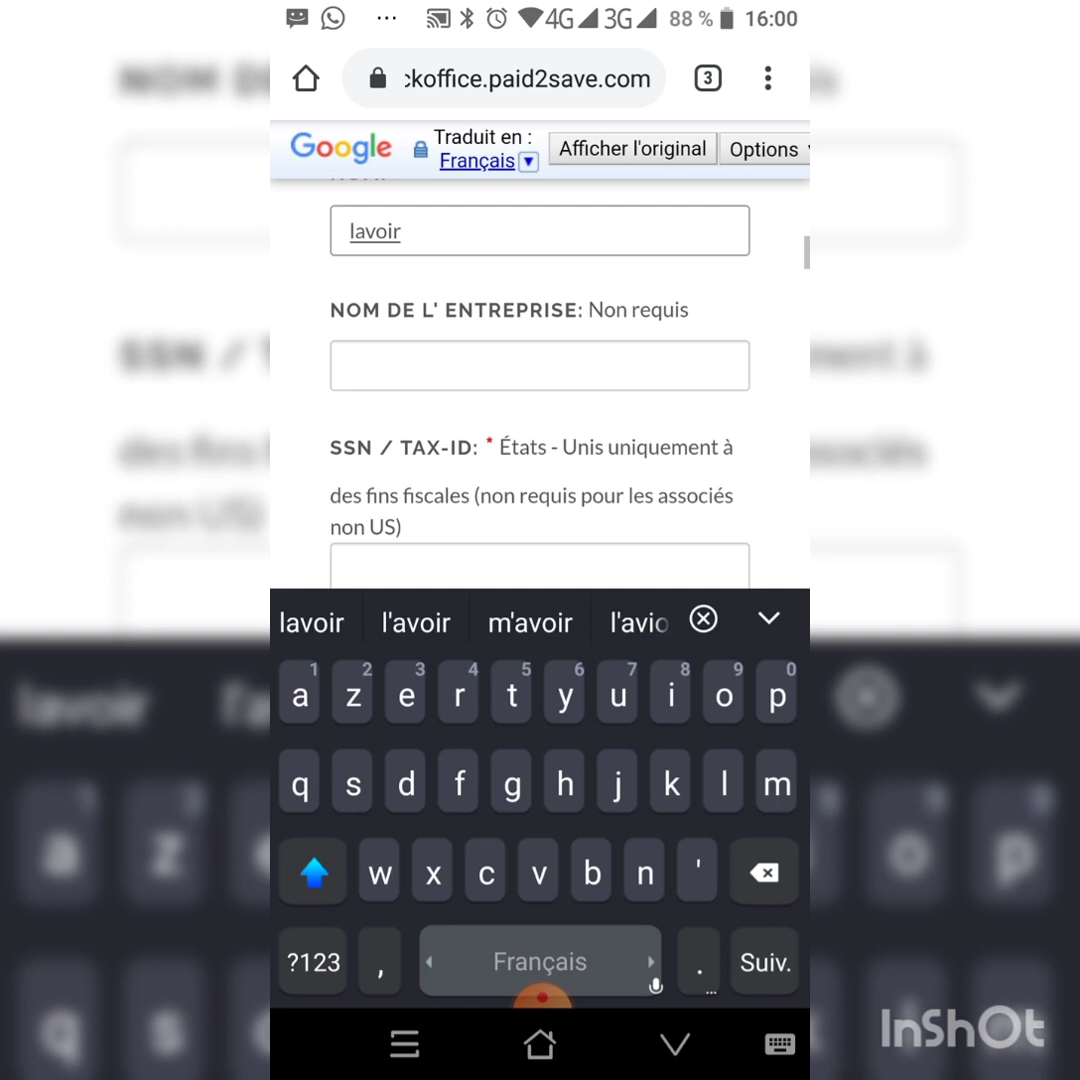 4G 3G 88 % 16:00
ckoffice.paid2save.com 3
Google Traduit en : Français Afficher l'original Options
lavoir
NOM DE L' ENTREPRISE: Non requis
SSN / TAX-ID: * États - Unis uniquement à
des fins fiscales (non requis pour les associés
non US)
lavoir l'avoir m'avoir l'avio
1 2 3 4 5 6 7 8 9 0
a z e r t y u i o p
q s d f g h j k l m
w x c v b n '
?123 , Français . ... Suiv.
InShOt